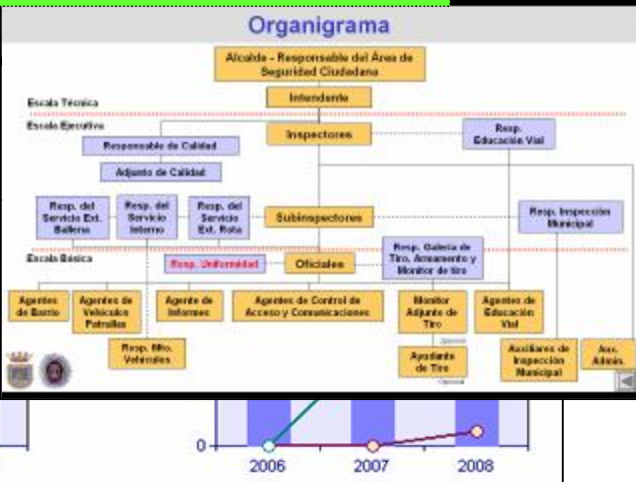 Organigrama
Alcalde - Responsable del Área de
Seguridad Ciudadana
Escala Técnica
Intendente
Escala Ejecutiva
Inspectores
Resp.
Educación Vial
Responsable de Calidad
Adjunto de Calidad
Resp. del
Servicio Ext.
Ballena
Resp. del
Servicio
Interno
Resp. del
Servicio
Ext. Rota
Subinspectores
Resp. Inspección
Municipal
Escala Básica
Resp. Uniformidad
Oficiales
Resp. Galería de
Tiro, Armamento y
Monitor de tiro
Agentes
de Barrio
Agentes de
Vehículos
Patrullas
Agente de
Informes
Agentes de Control de
Acceso y Comunicaciones
Monitor
Adjunto de
Tiro
Agentes de
Educación
Vial
Resp. Mto.
Vehículos
Ayudante
de Tiro
Auxiliares de
Inspección
Municipal
Aux.
Admin.
0
2006
2007
2008